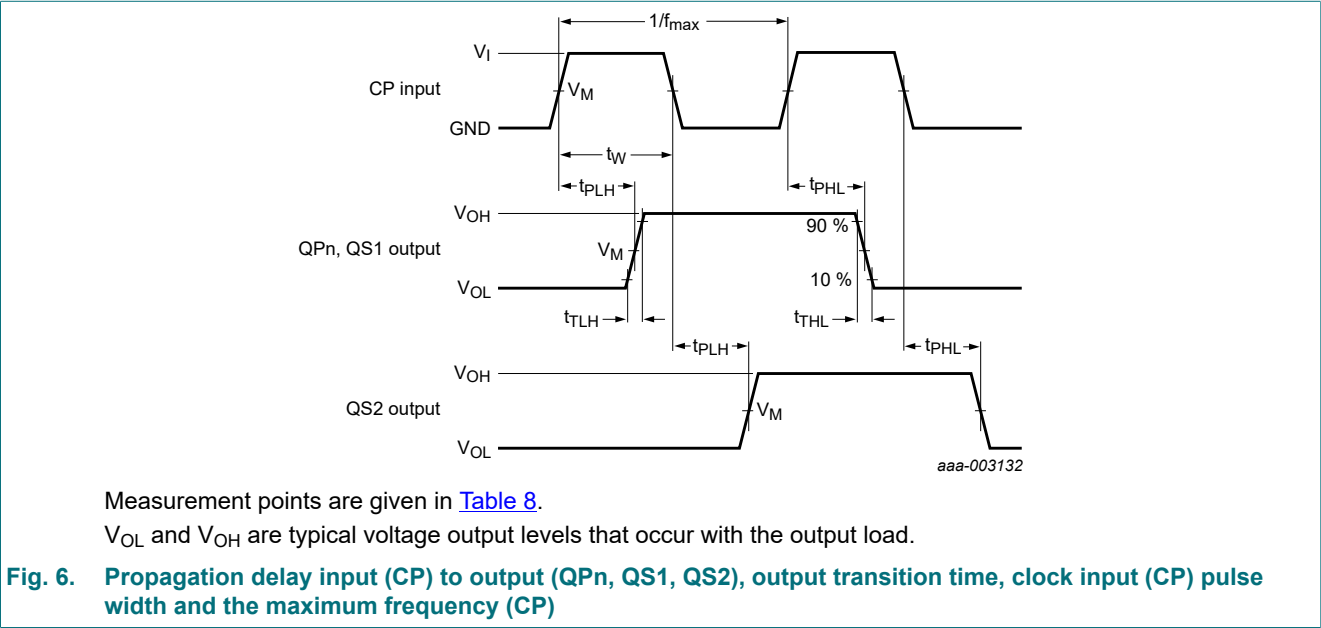 1/fmax
VI
CP input
VM
GND
tW
tPLH
tPHL
VOH
90 %
QPn, QS1 output
VM
10 %
VOL
tTLH
tTHL
tPLH
tPHL
VOH
QS2 output
VM
VOL
aaa-003132
Measurement points are given in Table 8.
VOL and VOH are typical voltage output levels that occur with the output load.
Fig. 6. Propagation delay input (CP) to output (QPn, QS1, QS2), output transition time, clock input (CP) pulse
width and the maximum frequency (CP)